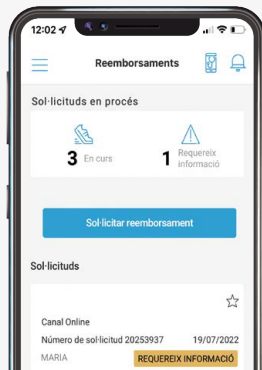 12:02
Reemborsaments
Sol·licituds en procés
3 En curs
1 Requereix informació
Sol·licitar reemborsament
Sol·licituds
Canal Online
Número de sol·licitud 20253937 19/07/2022
MARIA REQUEREIX INFORMACIÓ